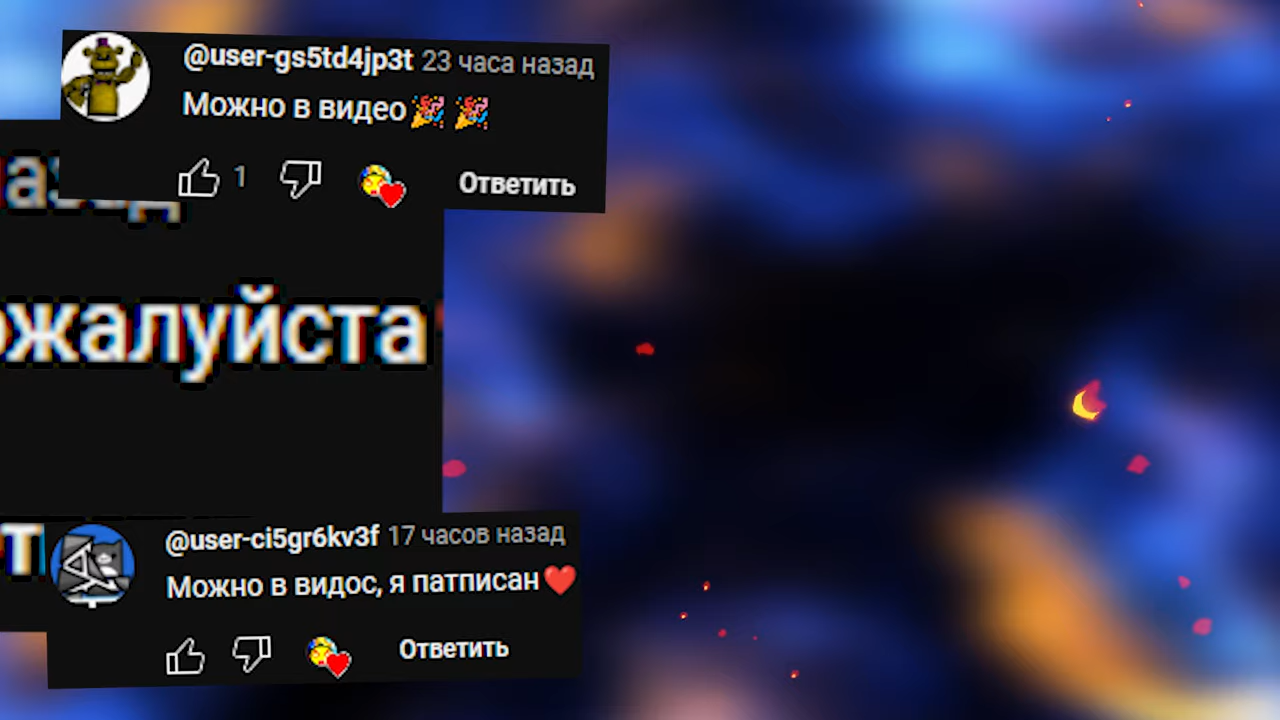 @user-gs5td4jp3t 23 часа назад
Можно в видео🎉 🎉
1
Ответить
ожалуйста
@user-ci5gr6kv3f 17 часов назад
Можно в видос, я патписан❤️
Ответить